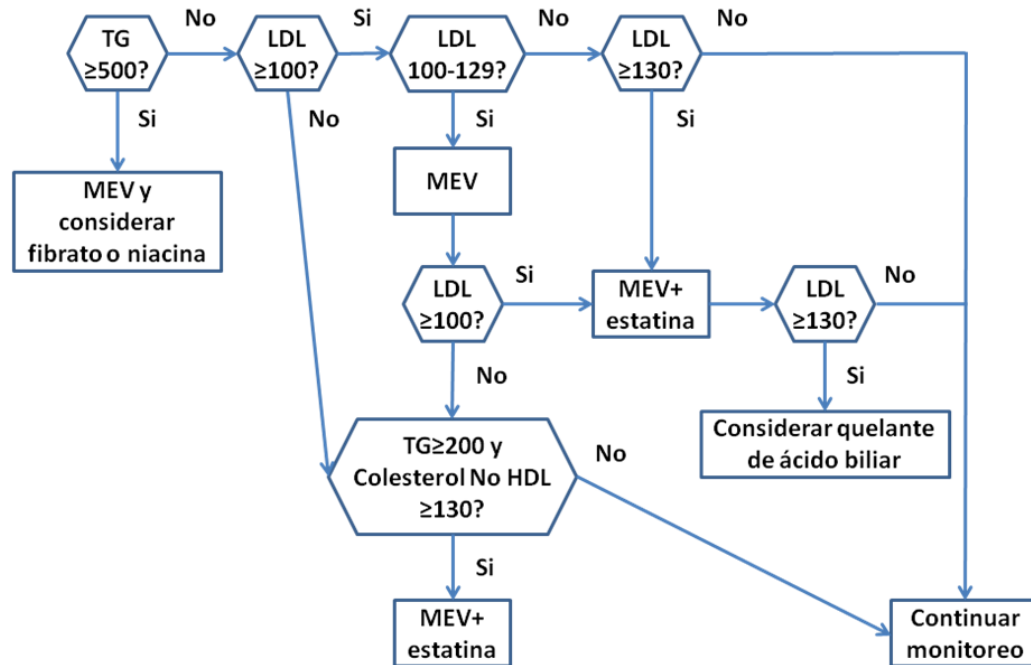 TG
≥500?
No
LDL
≥100?
Si
LDL
100-129?
No
LDL
≥130?
No
Si
No
Si
Si
MEV y
considerar
fibrato o niacina
MEV
LDL
≥100?
Si
MEV+
estatina
LDL
≥130?
No
No
Si
TG≥200 y
Colesterol No HDL
≥130?
No
Considerar quelante
de ácido biliar
Si
MEV+
estatina
Continuar
monitoreo